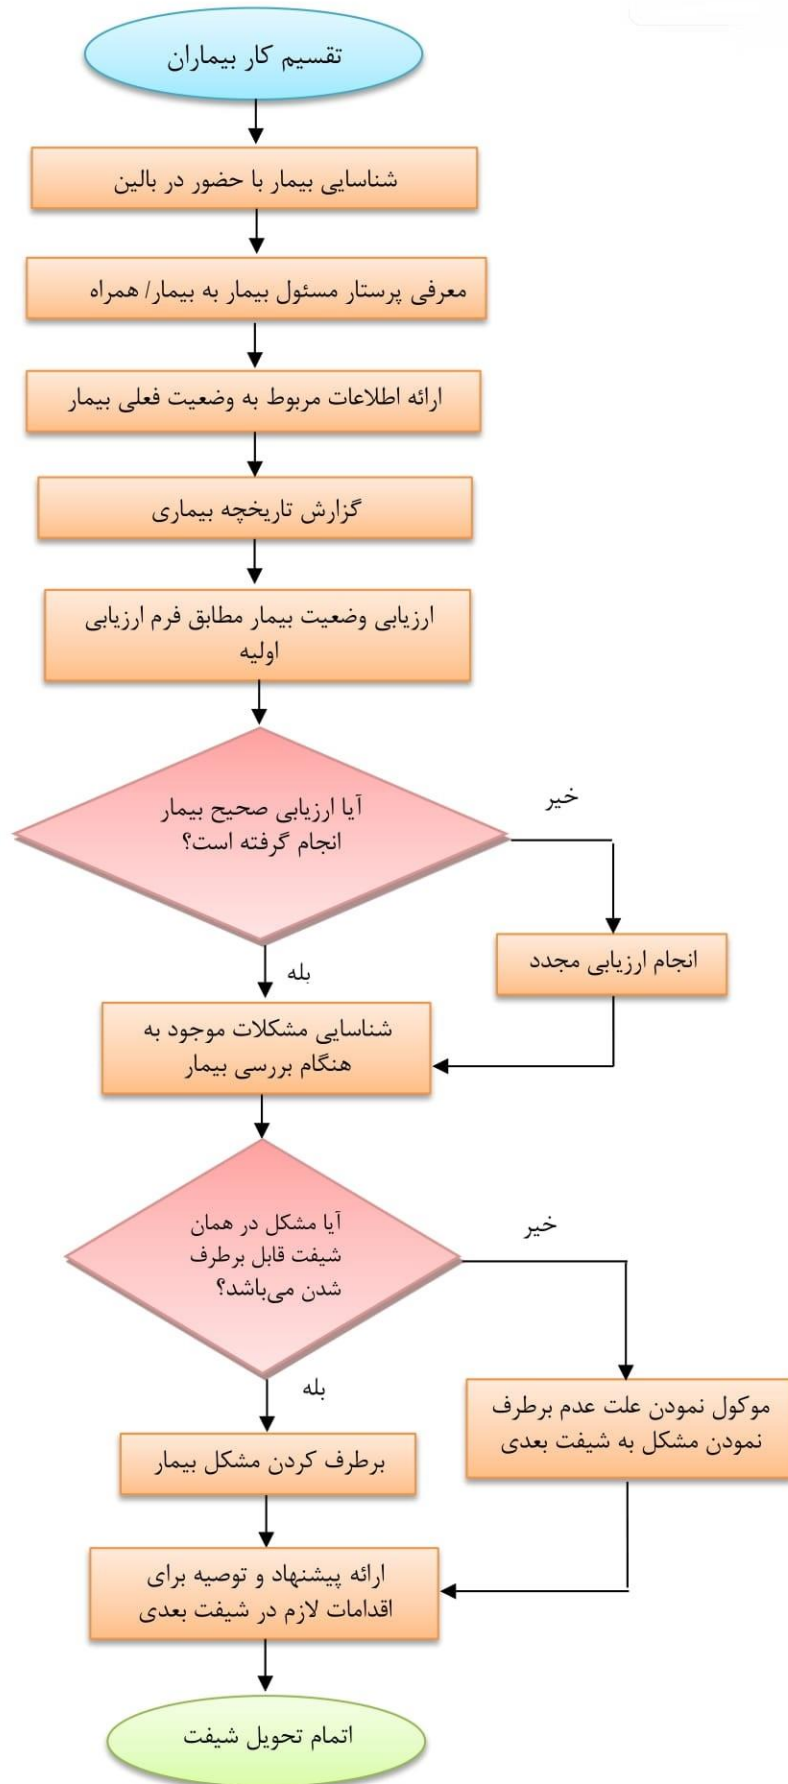 تقسیم کار بیماران
شناسایی بیمار با حضور در بالین
معرفی پرستار مسئول بیمار به بیمار/ همراه
ارائه اطلاعات مربوط به وضعیت فعلی بیمار
گزارش تاریخچه بیماری
ارزیابی وضعیت بیمار مطابق فرم ارزیابی
اولیه
آیا ارزیابی صحیح بیمار
انجام گرفته است؟
خیر
انجام ارزیابی مجدد
بله
شناسایی مشکلات موجود به
هنگام بررسی بیمار
آیا مشکل در همان
شیفت قابل برطرف
شدن می‌باشد؟
خیر
موکول نمودن علت عدم برطرف
نمودن مشکل به شیفت بعدی
بله
برطرف کردن مشکل بیمار
ارائه پیشنهاد و توصیه برای
اقدامات لازم در شیفت بعدی
اتمام تحویل شیفت